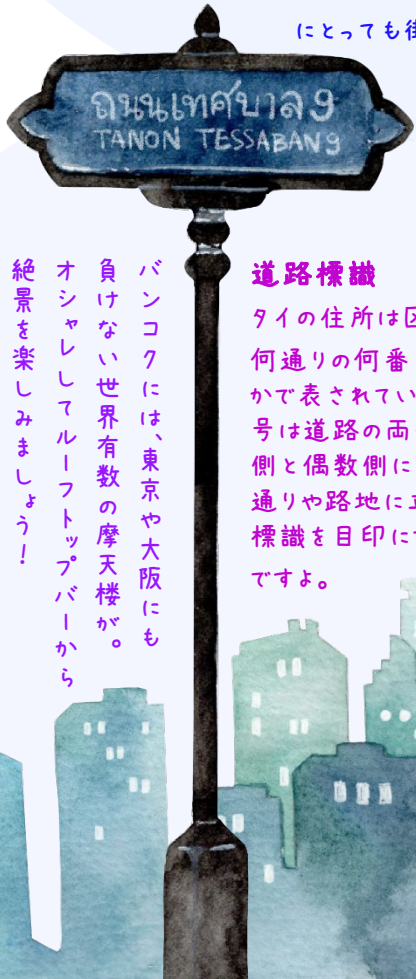 にとっても
ถนนเทศบาล 9
TANON TESSABAN 9
道路標識
タイの住所は
何通りの何番
かで表されてい
号は道路の両
側と偶数側に
通りや路地に
標識を目印に
ですよ。
バンコクには、東京や大阪にも
負けない世界有数の摩天楼が。
オシャレしてルーフトップバーから
絶景を楽しみましょう!